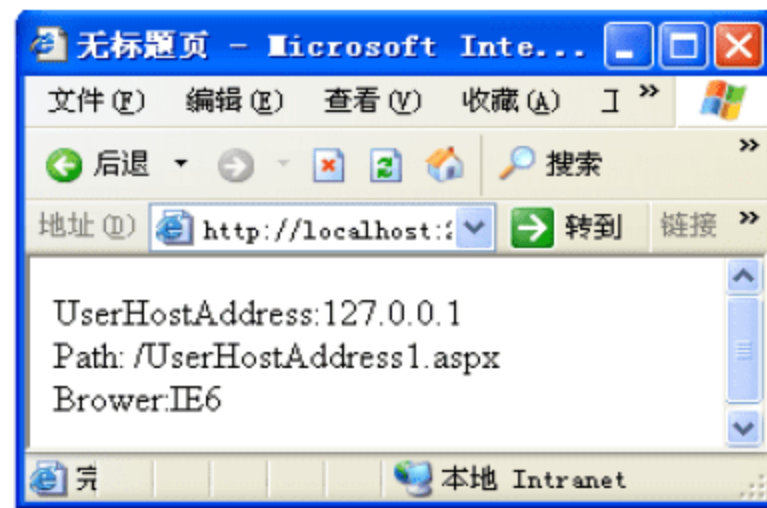 无标题页 - Microsoft Inte...
文件(F) 编辑(E) 查看(V) 收藏(A) »
后退 搜索 »
地址(D) http://localhost: 转到 链接 »
UserHostAddress:127.0.0.1
Path: /UserHostAddress1.aspx
Brower:IE6
完 本地 Intranet